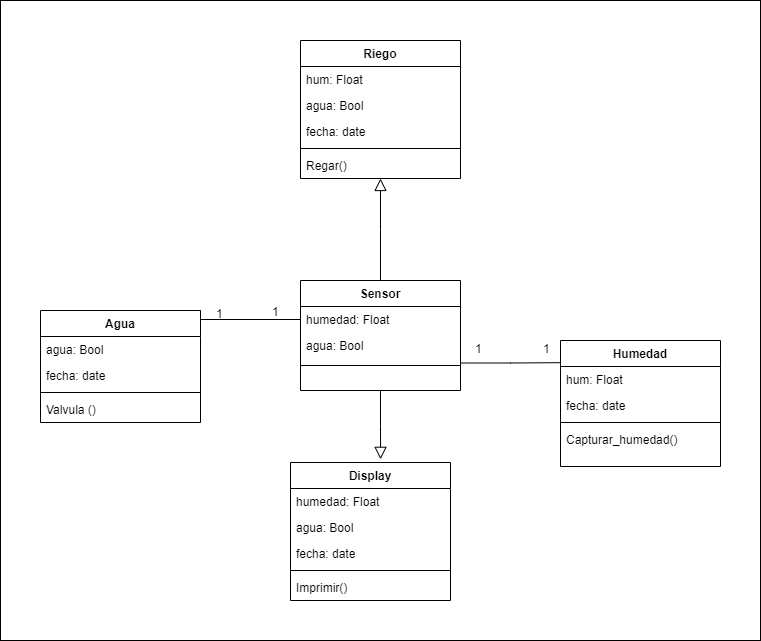 Riego
hum: Float
agua: Bool
fecha: date
Regar()
Sensor
humedad: Float
agua: Bool
1
1
Agua
agua: Bool
fecha: date
Valvula ()
1
1
Humedad
hum: Float
fecha: date
Capturar_humedad()
Display
humedad: Float
agua: Bool
fecha: date
Imprimir()